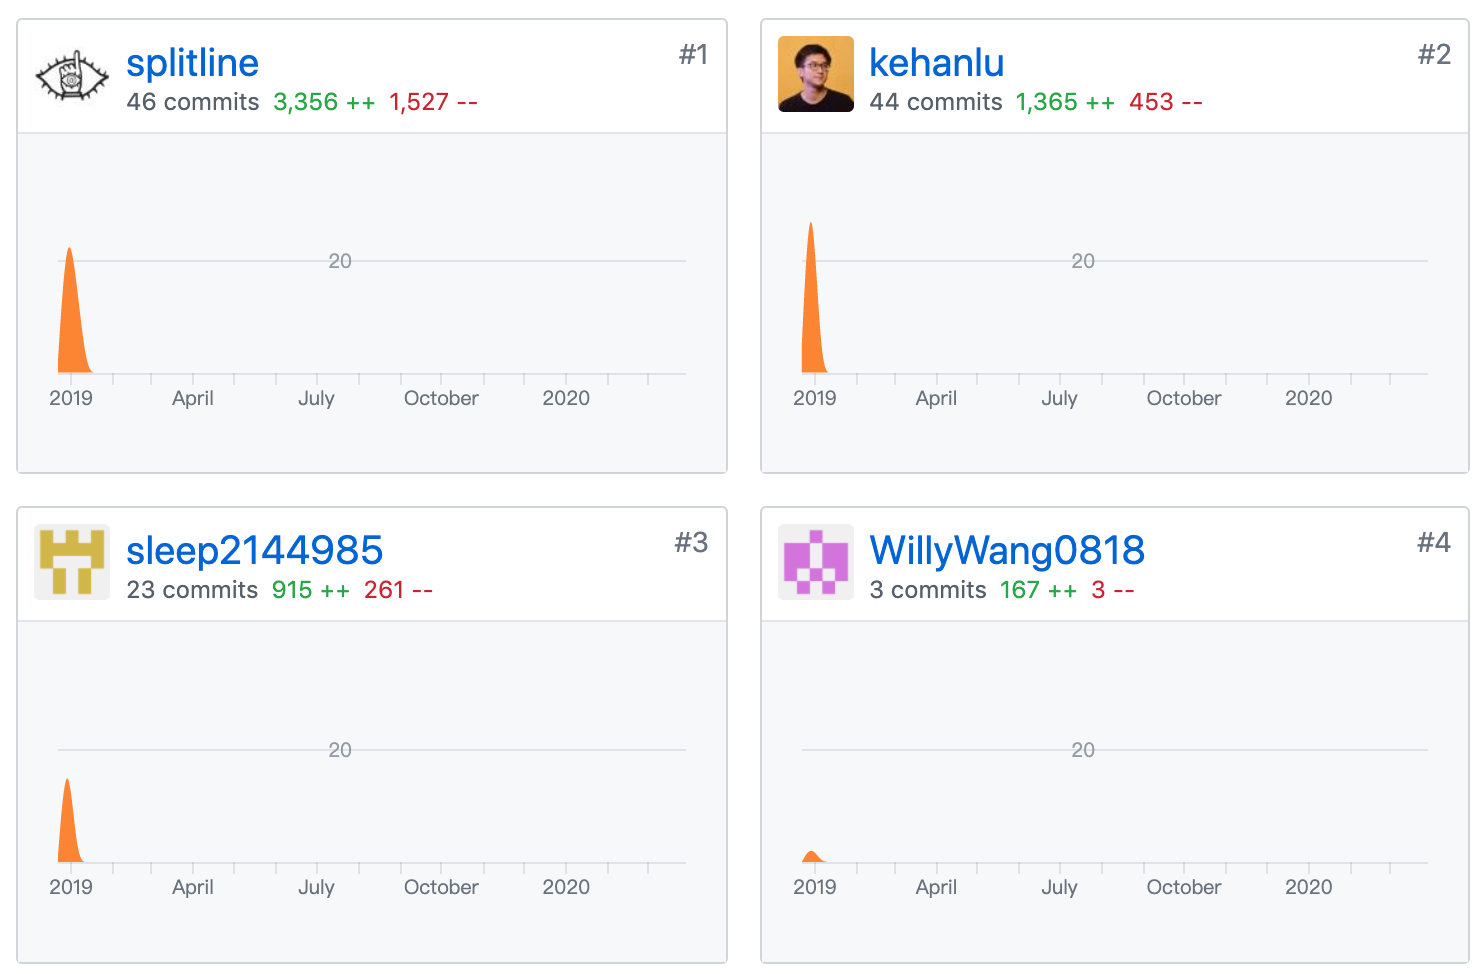 splitline
#1
46 commits 3,356 ++ 1,527 --
20
2019 April July October 2020
kehanlu
#2
44 commits 1,365 ++ 453 --
20
2019 April July October 2020
sleep2144985
#3
23 commits 915 ++ 261 --
20
2019 April July October 2020
WillyWang0818
#4
3 commits 167 ++ 3 --
20
2019 April July October 2020